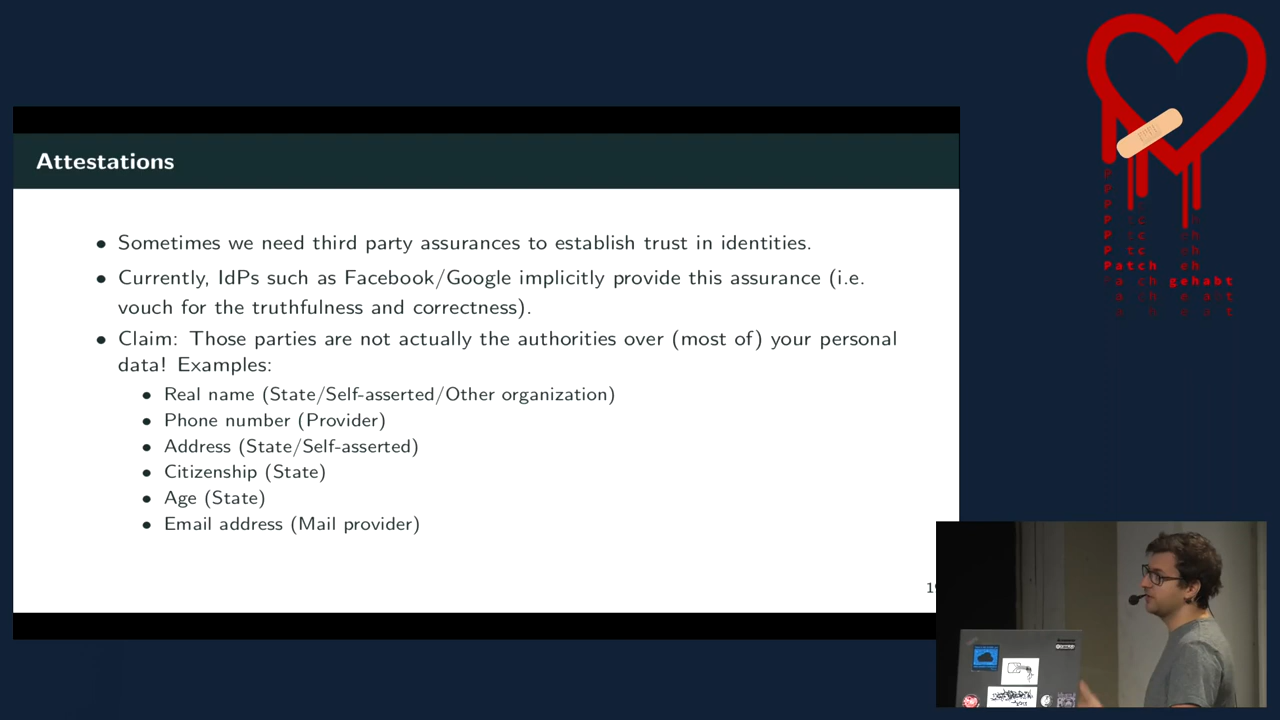 Attestations
• Sometimes we need third party assurances to establish trust in identities.
• Currently, IdPs such as Facebook/Google implicitly provide this assurance (i.e.
vouch for the truthfulness and correctness).
• Claim: Those parties are not actually the authorities over (most of) your personal
data! Examples:
• Real name (State/Self-asserted/Other organization)
• Phone number (Provider)
• Address (State/Self-asserted)
• Citizenship (State)
• Age (State)
• Email address (Mail provider)
Patch
gehabt